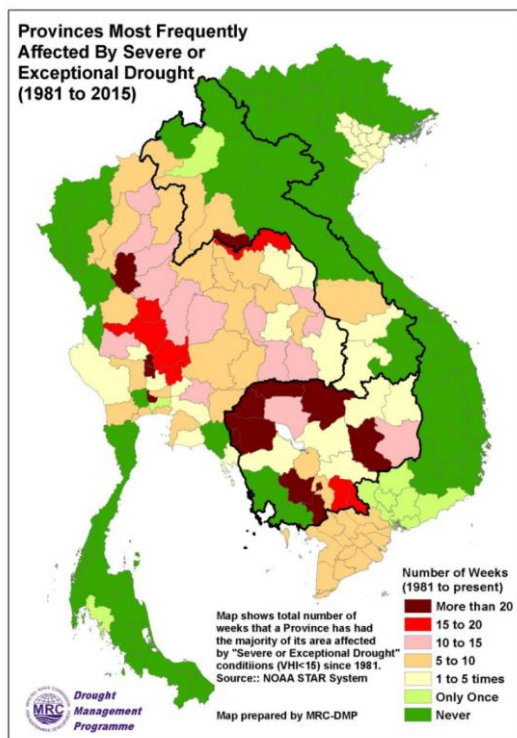 Provinces Most Frequently
Affected By Severe or
Exceptional Drought
(1981 to 2015)
Number of Weeks
(1981 to present)
More than 20
15 to 20
10 to 15
5 to 10
1 to 5 times
Only Once
Never
Map shows total number of
weeks that a Province has had
the majority of its area affected
by "Severe or Exceptional Drought"
conditiions (VHI<15) since 1981.
Source:: NOAA STAR System
Map prepared by MRC-DMP
MRC
Drought
Management
Programme